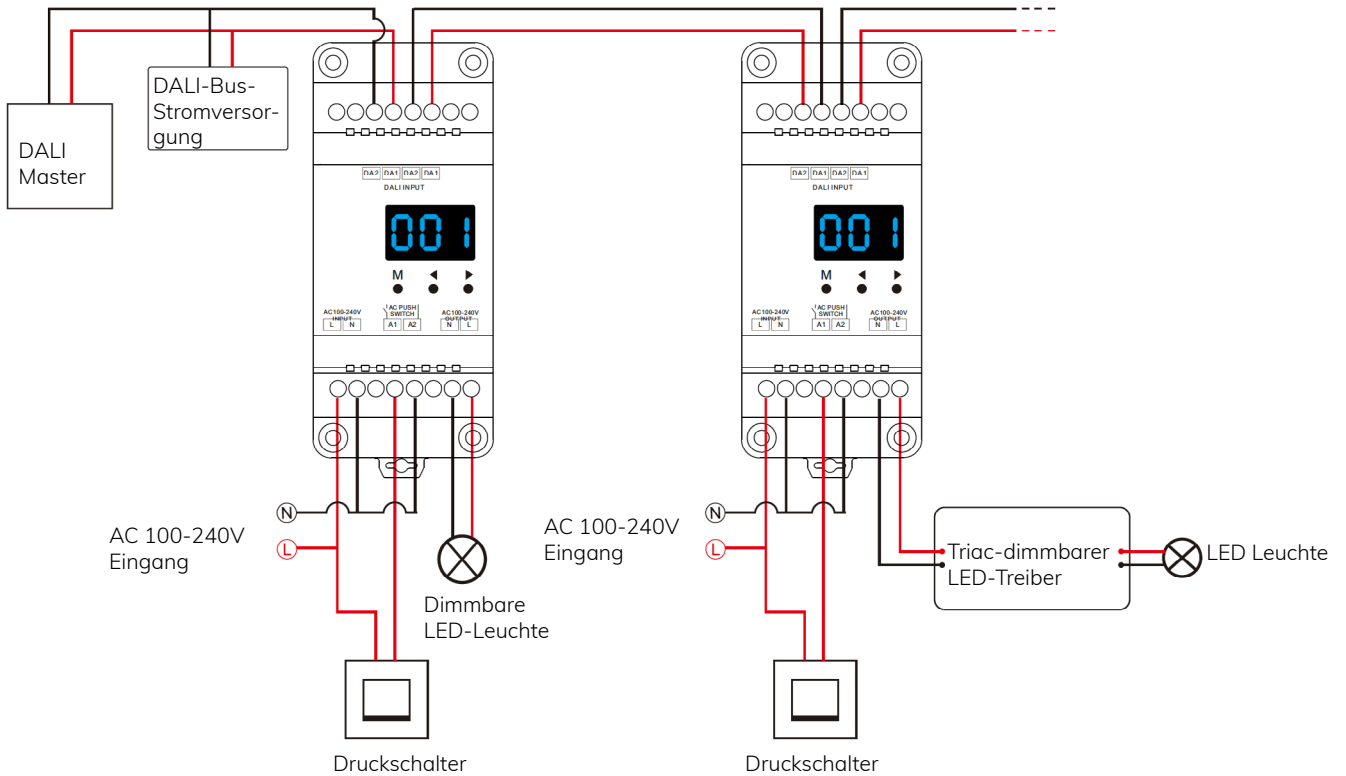 DALI
Master
DALI-Bus-
Stromversor-
gung
DA2 DA1 DA2 DA1
DALI INPUT
001
M
AC100-240V
INPUT
L N
AC PUSH
SWITCH
A1 A2
AC100-240V
OUTPUT
N L
DA2 DA1 DA2 DA1
DALI INPUT
001
M
AC100-240V
INPUT
L N
AC PUSH
SWITCH
A1 A2
AC100-240V
OUTPUT
N L
AC 100-240V
Eingang
N
L
Dimmbare
LED-Leuchte
Druckschalter
AC 100-240V
Eingang
N
L
Triac-dimmbarer
LED-Treiber
LED Leuchte
Druckschalter